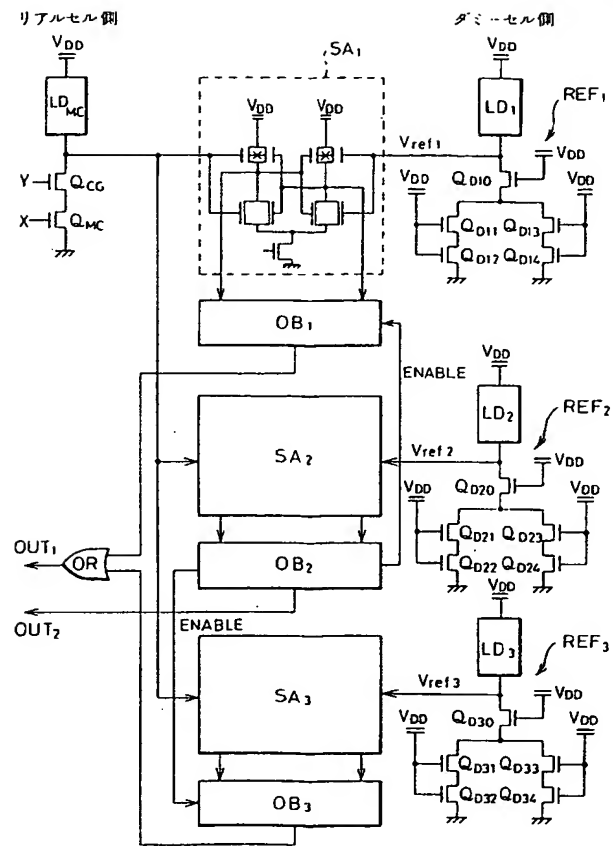 リアルセル側
ダミーセル側
SA1
VDD
VDD
LDMC
VDD
VDD
LD1
REF1
Vref1
VDD
Y
QCG
X
QMC
VDD
QD10
VDD
QD11
QD13
QD12
QD14
OB1
ENABLE
VDD
LD2
REF2
SA2
Vref2
VDD
QD20
VDD
VDD
QD21
QD23
QD22
QD24
OUT1
OR
OB2
OUT2
ENABLE
VDD
LD3
REF3
SA3
Vref3
VDD
QD30
VDD
VDD
QD31
QD33
QD32
QD34
OB3